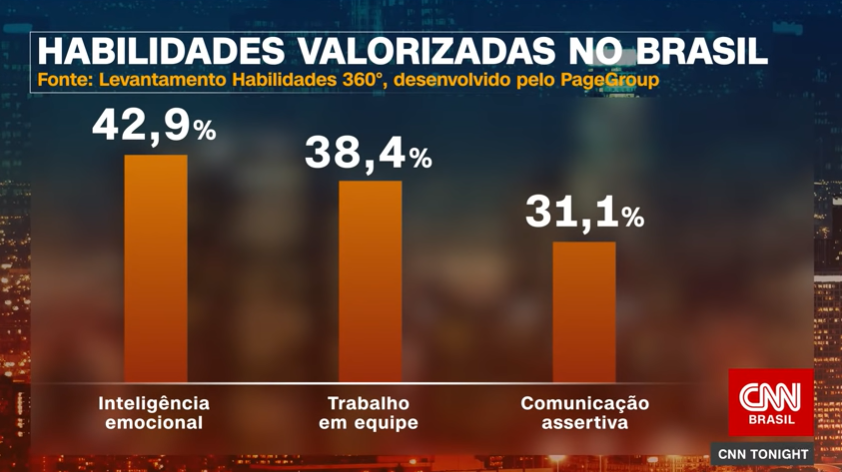 HABILIDADES VALORIZADAS NO BRASIL
Fonte: Levantamento Habilidades 360°, desenvolvido pelo PageGroup
42,9%
38,4%
31,1%
Inteligência
emocional
Trabalho
em equipe
Comunicação
assertiva
CNN
BRASIL
CNN TONIGHT